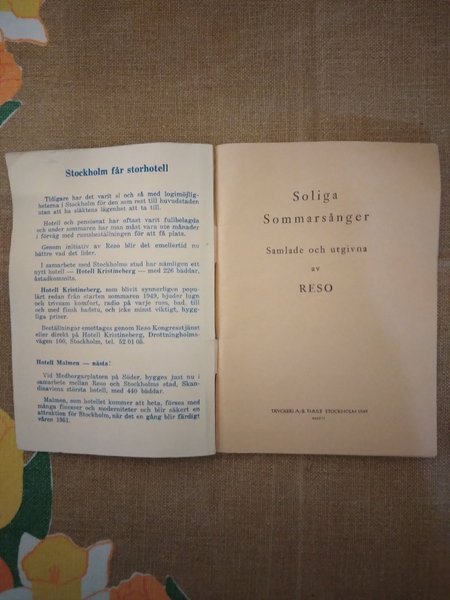 Stockholm får storhotell
Tidigare har det varit si och så med logimöjlig-
heterna i Stockholm för den som rest till huvudstaden
utan att ha släktens lägenhet att ta till.
Hotell och pensionat har oftast varit fullbelagda
och under sommaren har man måst vara ute månader
i förväg med rumsbeställningen för att få plats.
Genom initiativ av Reso blir det emellertid nu
bättre vad det lider.
I samarbete med Stockholms stad har nämligen ett
nytt hotell — Hotell Kristineberg — med 226 bäddar,
åstadkommits.
Hotell Kristineberg, som blivit synnerligen popu-
lärt redan från starten sommaren 1949, bjuder lugn
och trivsam komfort, radio på varje rum, bad, till
och med finsk badstu, och icke minst viktigt, bygg-
liga priser.
Beställningar emottages genom Reso Kongresstjänst
eller direkt på Hotell Kristineberg, Drottningholms-
vägen 160, Stockholm, tel. 52 01 05.
Hotell Malmen — nästa!
Vid Medborgarplatsen på Söder, bygges just nu i
samarbete mellan Reso och Stockholms stad, Skan-
dinaviens största hotell, med 440 bäddar.
Malmen, som hotellet kommer att heta, förses med
många finesser och moderniteter och blir säkert en
attraktion för Stockholm, när det en gång blir färdigt
våren 1951.
Soliga
Sommarsånger
Samlade och utgivna
av
RESO
TRYCKERI A.-B. STOCKHOLM 1949